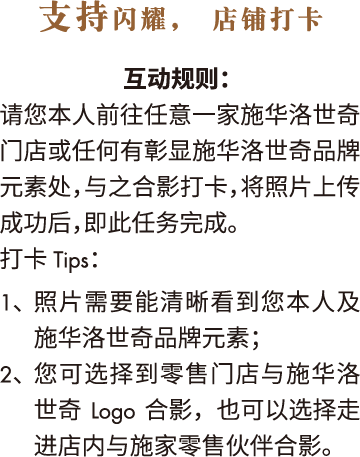 支持闪耀， 店铺打卡
互动规则：
请您本人前往任意一家施华洛世奇
门店或任何有彰显施华洛世奇品牌
元素处，与之合影打卡，将照片上传
成功后，即此任务完成。
打卡 Tips：
1、照片需要能清晰看到您本人及
施华洛世奇品牌元素；
2、您可选择到零售门店与施华洛
世奇 Logo 合影，也可以选择走
进店内与施家零售伙伴合影。